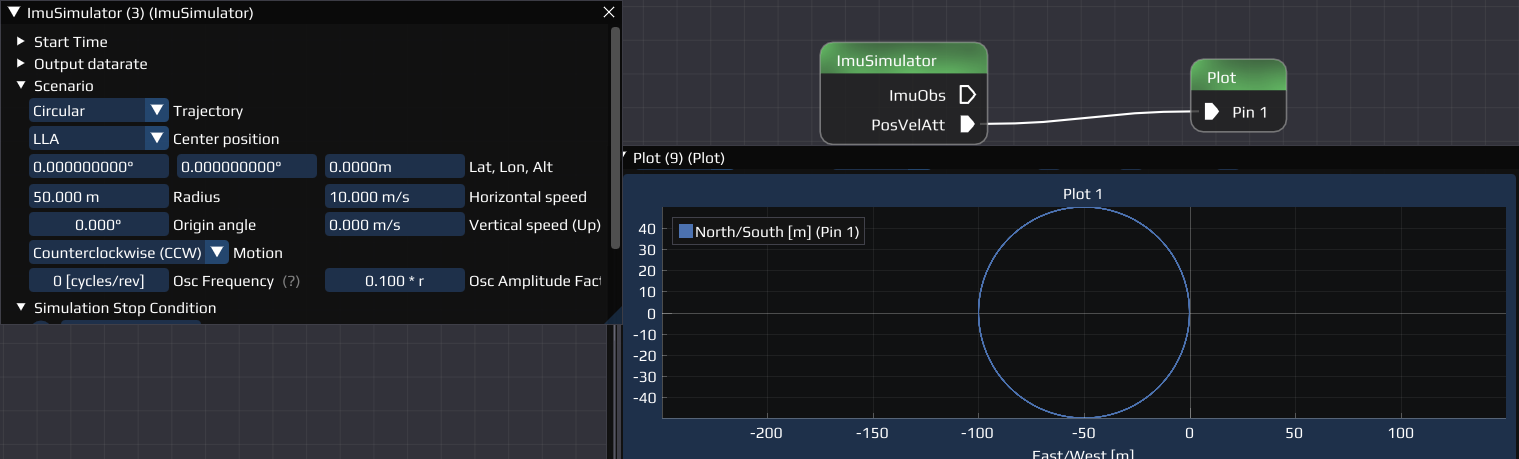 ImuSimulator (3) (ImuSimulator)
Start Time
Output datarate
Scenario
Circular Trajectory
LLA Center position
0.000000000° 0.000000000° 0.0000m Lat, Lon, Alt
50.000 m Radius 10.000 m/s Horizontal speed
0.000° Origin angle 0.000 m/s Vertical speed (Up)
Counterclockwise (CCW) Motion
0 [cycles/rev] Osc Frequency (?) 0.100 * r Osc Amplitude Fact
Simulation Stop Condition
ImuSimulator
ImuObs
PosVelAtt
Plot
Pin 1
Plot (9) (Plot)
Plot 1
North/South [m] (Pin 1)
40
30
20
10
0
-10
-20
-30
-40
-200 -150 -100 -50 0 50 100
East/West [m]